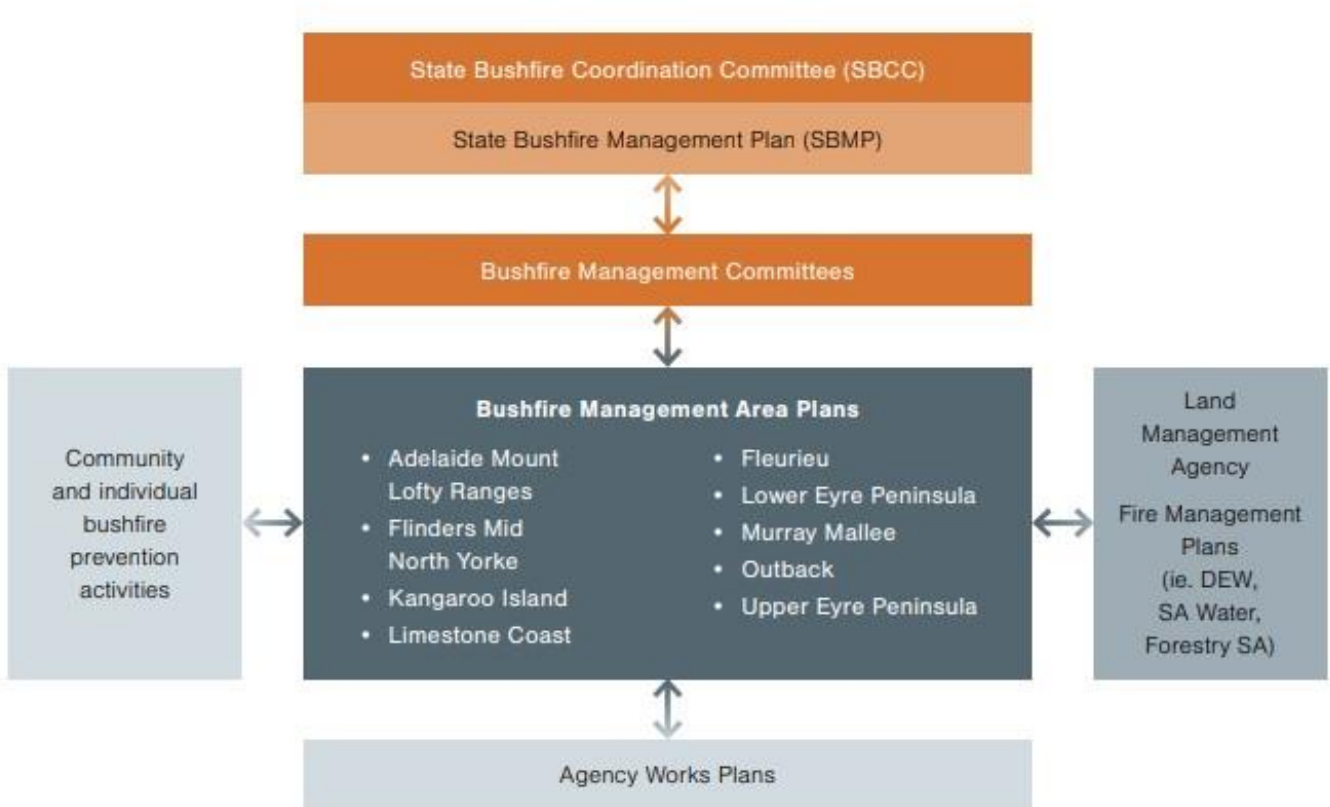 State Bushfire Coordination Committee (SBCC)
State Bushfire Management Plan (SBMP)
Bushfire Management Committees
Community
and individual
bushfire
prevention
activities
Bushfire Management Area Plans
• Adelaide Mount
Lofty Ranges
• Flinders Mid
North Yorke
• Kangaroo Island
• Limestone Coast
• Fleurieu
• Lower Eyre Peninsula
• Murray Mallee
• Outback
• Upper Eyre Peninsula
Land
Management
Agency
Fire Management
Plans
(ie. DEW,
SA Water,
Forestry SA)
Agency Works Plans